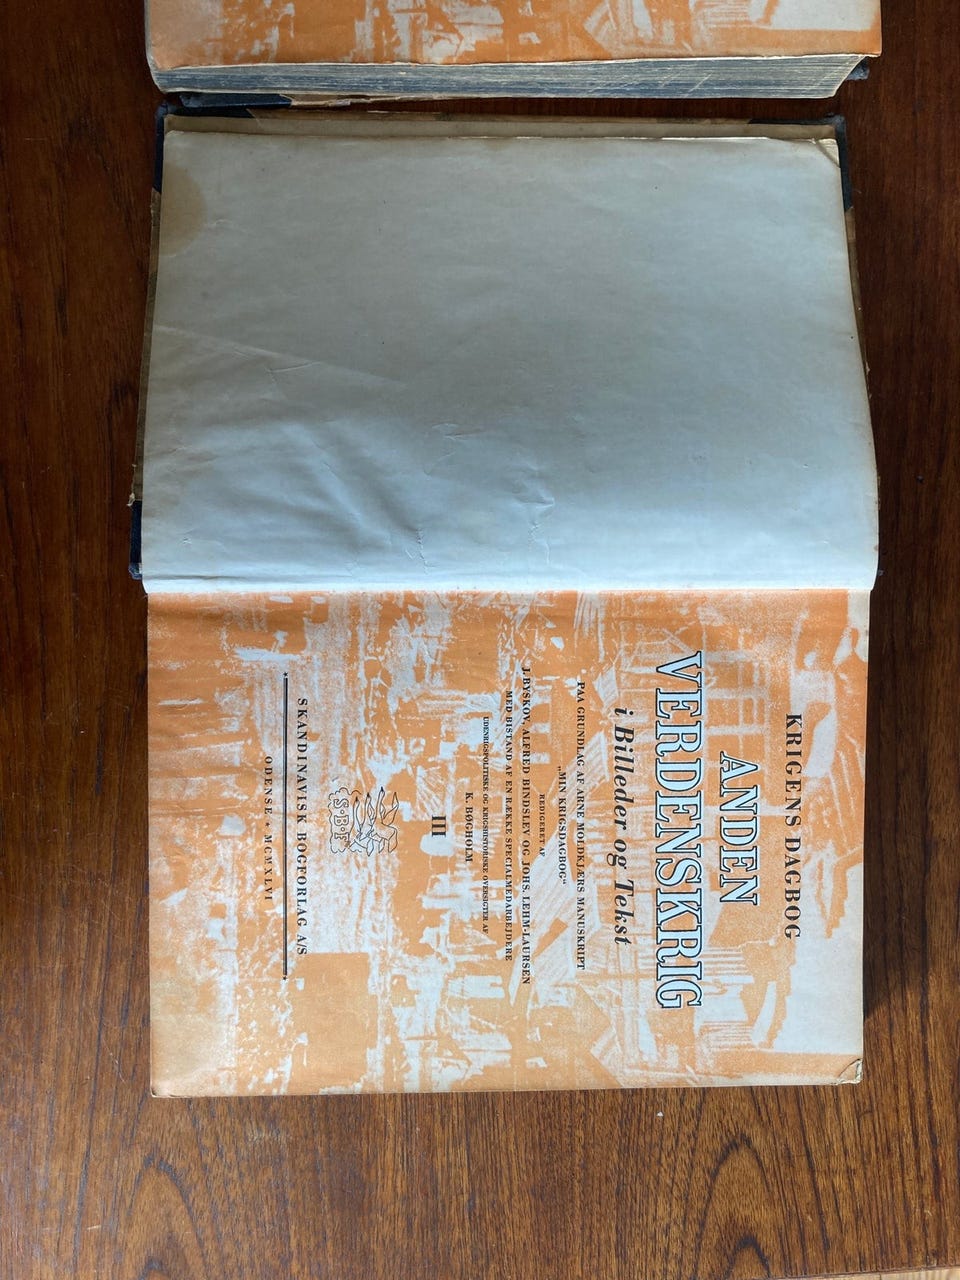 KRIGENS DAGBOG
ANDEN
VERDENSKRIG
i Billeder og Tekst
PAA GRUNDLAG AF ARNE MOLDKJÆRS MANUSKRIPT
„MIN KRIGSDAGBOG“
REDIGERET AF
J. BYSKOV, ALFRED BINDSLEV OG JOHS. LEHM-LAURSEN
MED BISTAND AF EN RÆKKE SPECIALMEDARBEJDERE
UDENRIGSPOLITISKE OG KRIGSHISTORISKE OVERSIGTER AF
K. BØGHOLM
III
S·B·F
SKANDINAVISK BOGFORLAG A/S
ODENSE · MCMXLVI